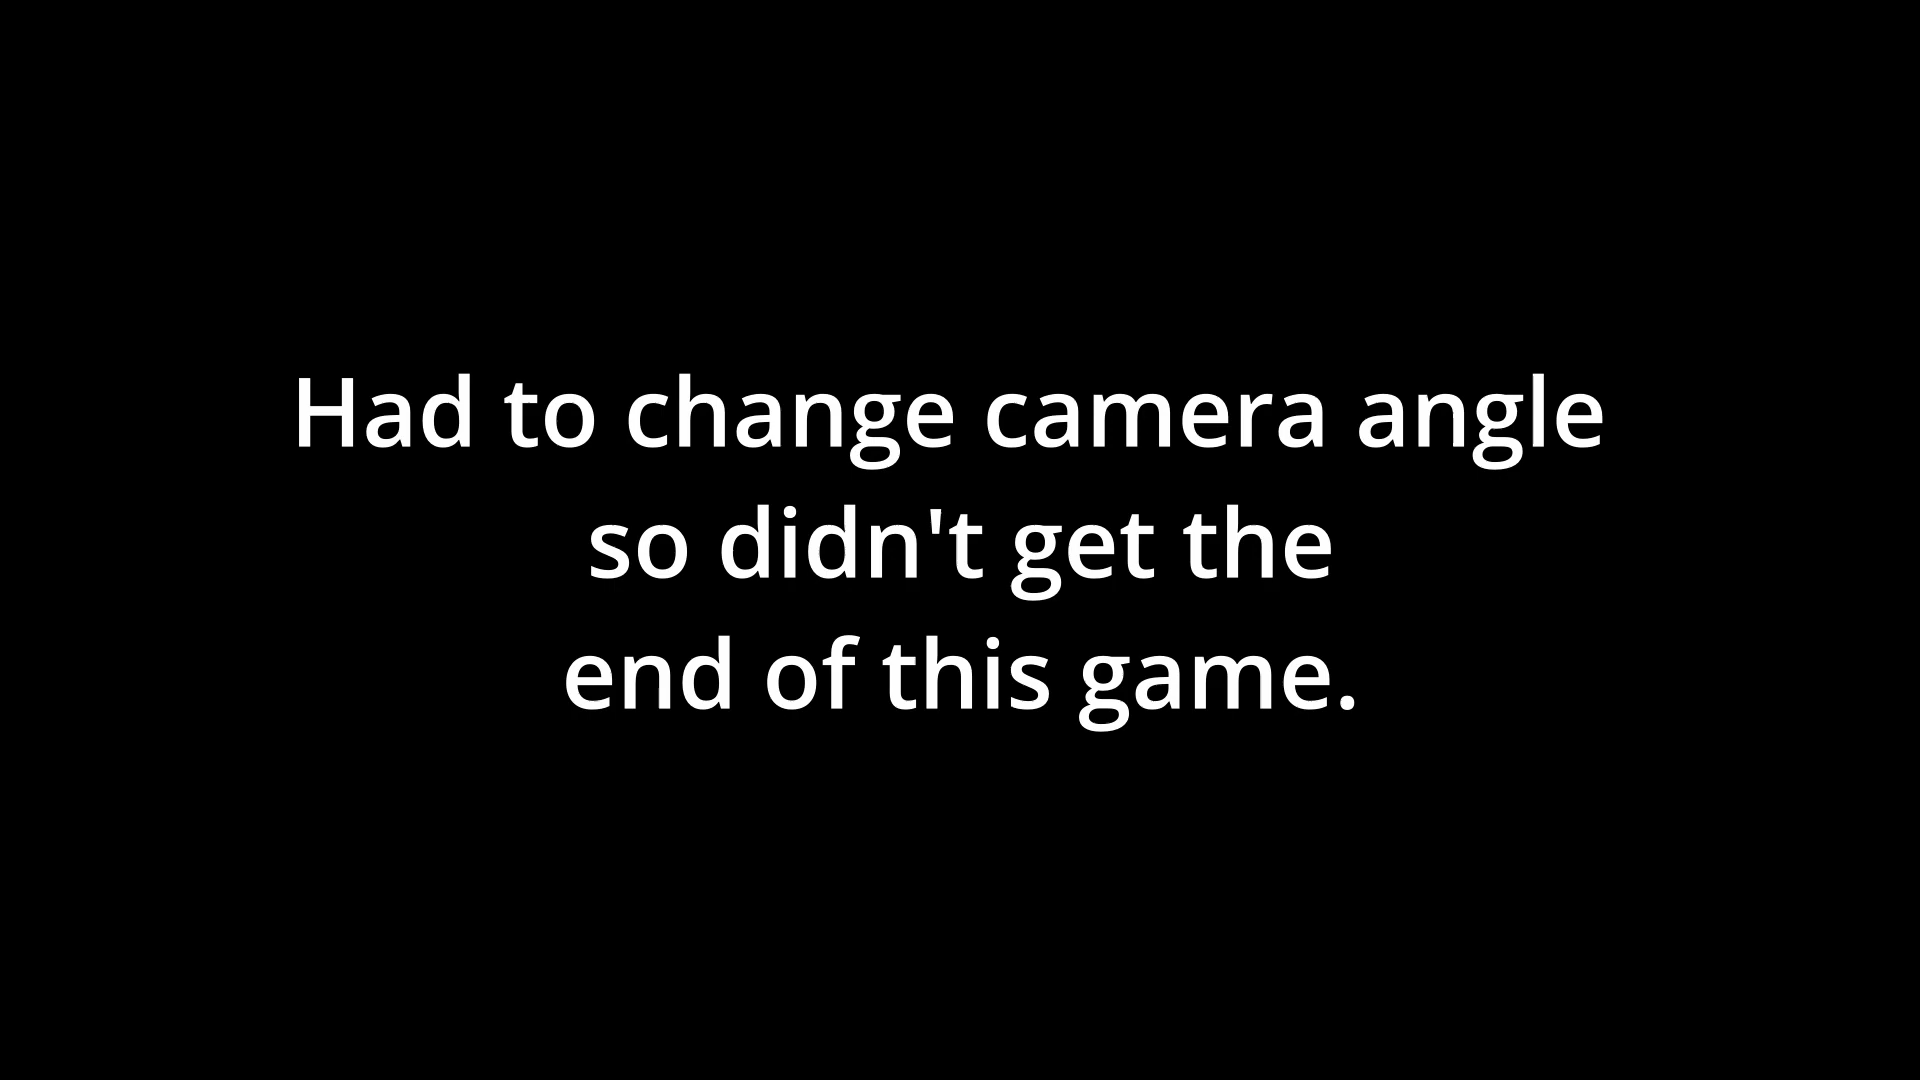 Had to change camera angle
so didn't get the
end of this game.